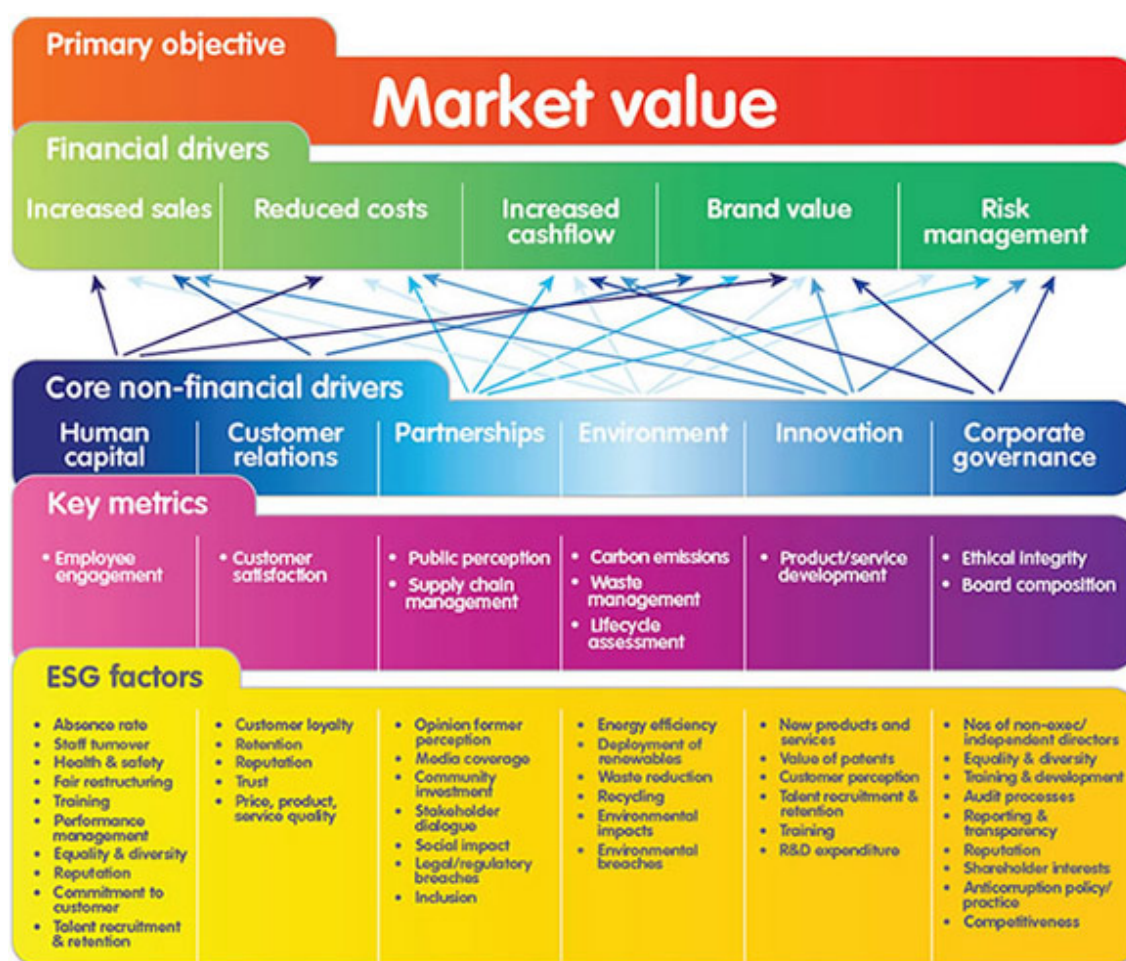 Primary objective
Market value
Financial drivers
Increased sales
Reduced costs
Increased
cashflow
Brand value
Risk
management
Core non-financial drivers
Human
capital
Customer
relations
Partnerships
Environment
Innovation
Corporate
governance
Key metrics
• Employee
engagement
• Customer
satisfaction
• Public perception
• Supply chain
management
• Carbon emissions
• Waste
management
• Lifecycle
assessment
• Product/service
development
• Ethical integrity
• Board composition
ESG factors
• Absence rate
• Staff turnover
• Health & safety
• Fair restructuring
• Training
• Performance
management
• Equality & diversity
• Reputation
• Commitment to
customer
• Talent recruitment
& retention
• Customer loyalty
• Retention
• Reputation
• Trust
• Price, product,
service quality
• Opinion former
perception
• Media coverage
• Community
investment
• Stakeholder
dialogue
• Social impact
• Legal/regulatory
breaches
• Inclusion
• Energy efficiency
• Deployment of
renewables
• Waste reduction
• Recycling
• Environmental
impacts
• Environmental
breaches
• New products and
services
• Value of patents
• Customer perception
• Talent recruitment &
retention
• Training
• R&D expenditure
• Nos of non-exec/
independent directors
• Equality & diversity
• Training & development
• Audit processes
• Reporting &
transparency
• Reputation
• Shareholder interests
• Anticorruption policy/
practice
• Competitiveness